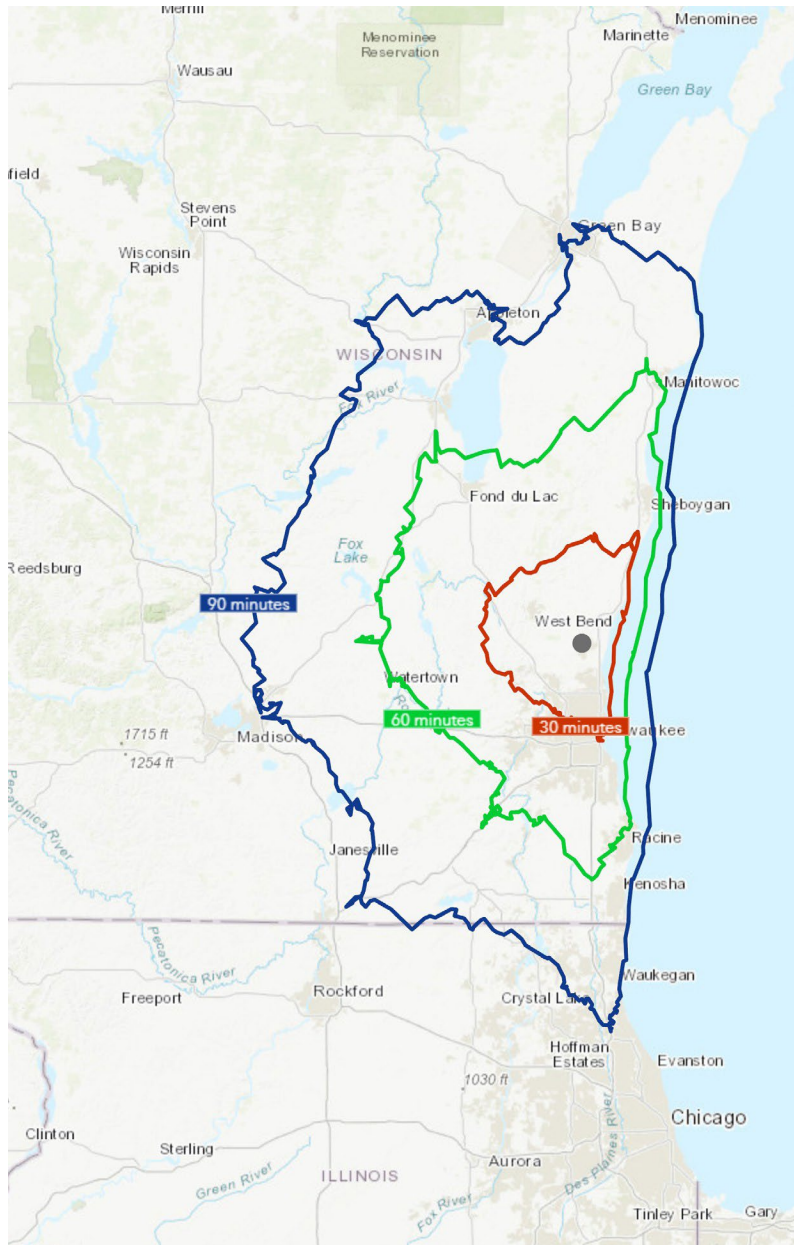 Merrill
Menominee
Marinette
Menominee
Reservation
Wausau
Green Bay
field
Stevens
Point
Green Bay
Wisconsin
Rapids
Appleton
WISCONSIN
Manitowoc
Fox River
Fond du Lac
Sheboygan
Fox
Lake
Reedsburg
90 minutes
West Bend
Watertown
60 minutes
30 minutes
waukee
Madison
1715 ft
1254 ft
Pecatonica River
Racine
Janesville
Kenosha
Pecatonica River
Waukegan
Rockford
Freeport
Crystal Lake
Hoffman
Estates
Evanston
1030 ft
Chicago
Clinton
Sterling
Aurora
Des Plaines River
ILLINOIS
Green River
Fox River
Tinley Park
Gary